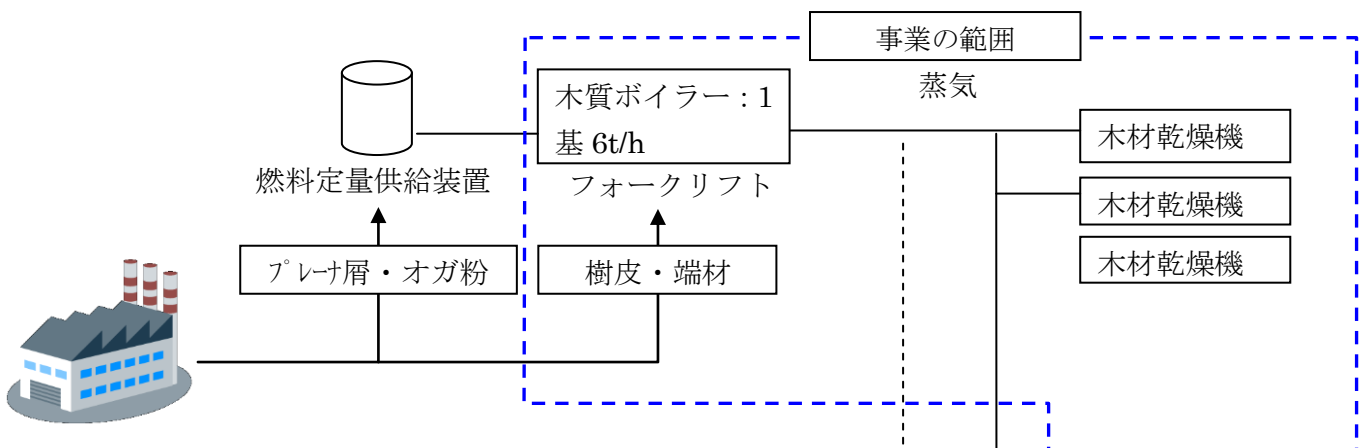 事業の範囲
蒸気
木質ボイラー：1
基 6t/h
木材乾燥機
燃料定量供給装置
フォークリフト
木材乾燥機
ﾌﾟﾚｰﾅ屑・オガ粉
樹皮・端材
木材乾燥機